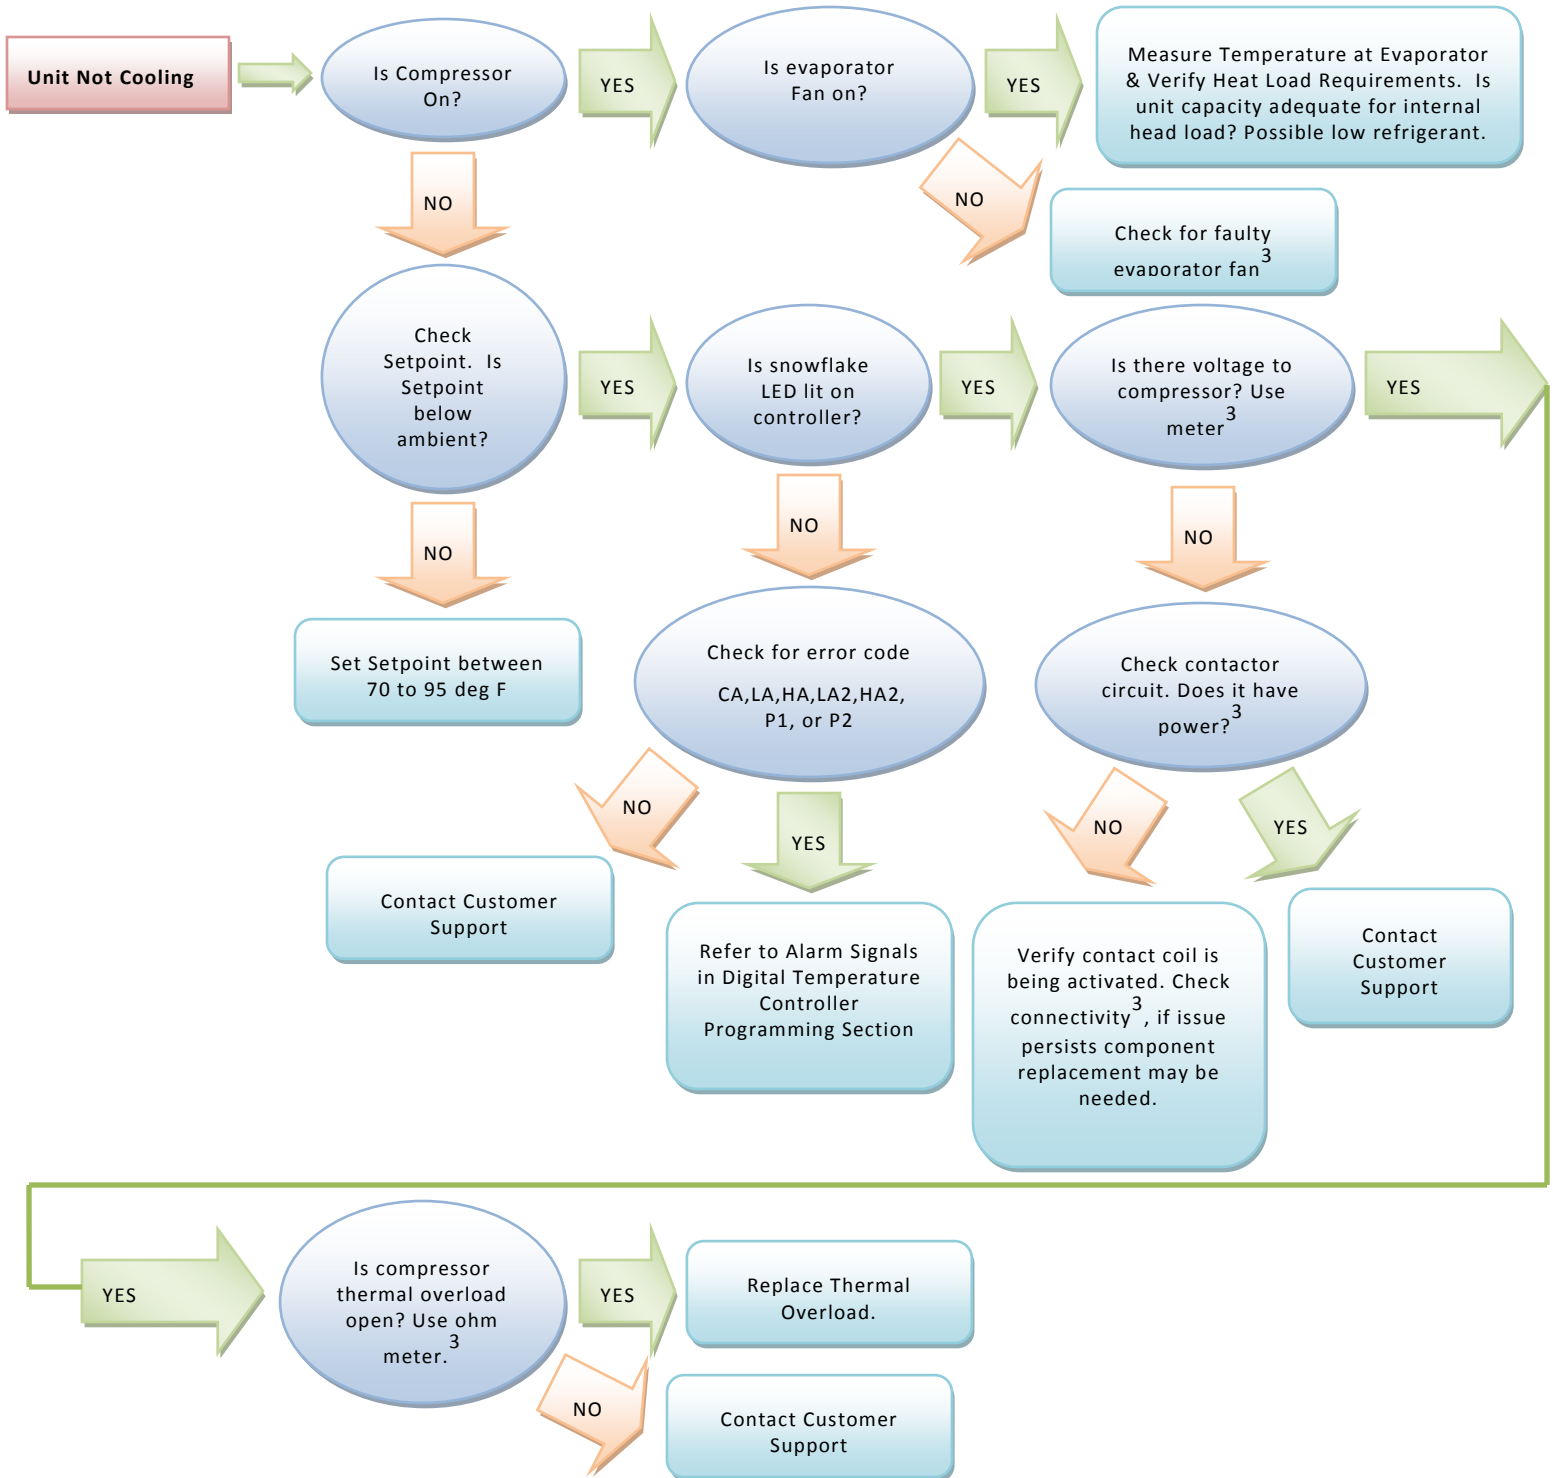 Unit Not Cooling
Is Compressor
On?
YES
Is evaporator
Fan on?
YES
Measure Temperature at Evaporator
& Verify Heat Load Requirements.  Is
unit capacity adequate for internal
head load? Possible low refrigerant.
NO
NO
Check for faulty
evaporator fan3
Check
Setpoint.  Is
Setpoint
below
ambient?
YES
Is snowflake
LED lit on
controller?
YES
Is there voltage to
compressor? Use
meter3
YES
NO
NO
NO
Set Setpoint between
70 to 95 deg F
Check for error code
CA,LA,HA,LA2,HA2,
P1, or P2
Check contactor
circuit. Does it have
power?3
NO
YES
NO
YES
Contact Customer
Support
Refer to Alarm Signals
in Digital Temperature
Controller
Programming Section
Verify contact coil is
being activated. Check
connectivity3, if issue
persists component
replacement may be
needed.
Contact
Customer
Support
YES
Is compressor
thermal overload
open? Use ohm
meter.3
YES
Replace Thermal
Overload.
NO
Contact Customer
Support